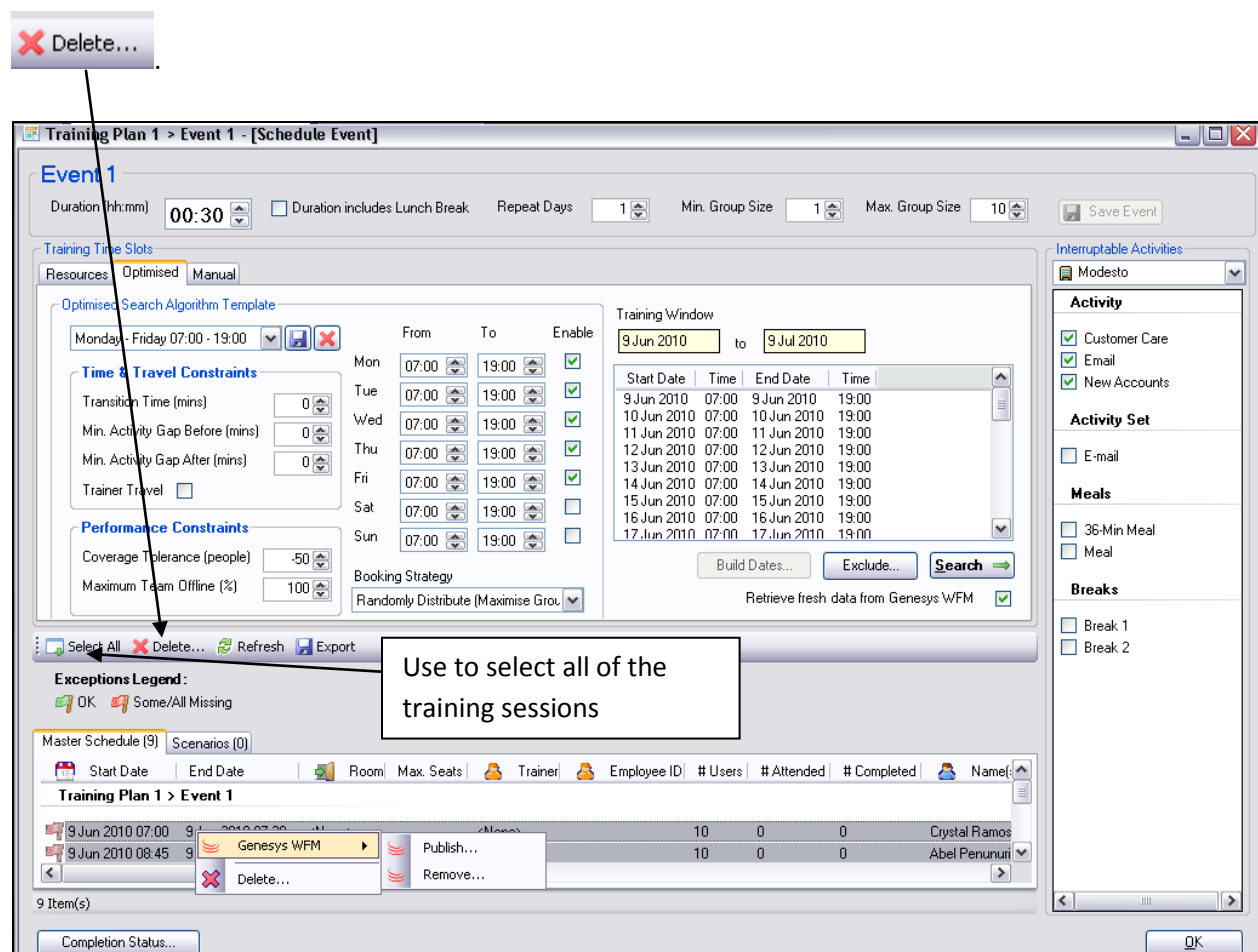 Delete... .
Training Plan 1 > Event 1 - [Schedule Event]
Event 1
Duration (hh:mm) 00:30 Duration includes Lunch Break Repeat Days 1 Min. Group Size 1 Max. Group Size 10 Save Event
Training Time Slots
Resources Optimised Manual
Optimised Search Algorithm Template
Monday - Friday 07:00 - 19:00
Time & Travel Constraints
Transition Time (mins) 0
Min. Activity Gap Before (mins) 0
Min. Activity Gap After (mins) 0
Trainer Travel
Performance Constraints
Coverage Tolerance (people) -50
Maximum Team Offline (%) 100
From To Enable
Mon 07:00 19:00
Tue 07:00 19:00
Wed 07:00 19:00
Thu 07:00 19:00
Fri 07:00 19:00
Sat 07:00 19:00
Sun 07:00 19:00
Booking Strategy
Randomly Distribute (Maximise Grou
Training Window
9 Jun 2010 to 9 Jul 2010
Start Date Time End Date Time
9 Jun 2010 07:00 9 Jun 2010 19:00
10 Jun 2010 07:00 10 Jun 2010 19:00
11 Jun 2010 07:00 11 Jun 2010 19:00
12 Jun 2010 07:00 12 Jun 2010 19:00
13 Jun 2010 07:00 13 Jun 2010 19:00
14 Jun 2010 07:00 14 Jun 2010 19:00
15 Jun 2010 07:00 15 Jun 2010 19:00
16 Jun 2010 07:00 16 Jun 2010 19:00
17 Jun 2010 07:00 17 Jun 2010 19:00
Build Dates... Exclude... Search
Retrieve fresh data from Genesys WFM
Interruptable Activities
Modesto
Activity
Customer Care
Email
New Accounts
Activity Set
E-mail
Meals
36-Min Meal
Meal
Breaks
Break 1
Break 2
Select All Delete... Refresh Export
Use to select all of the
training sessions
Exceptions Legend:
OK Some/All Missing
Master Schedule (9) Scenarios (0)
Start Date End Date Room Max. Seats Trainer Employee ID # Users # Attended # Completed Name(:
Training Plan 1 > Event 1
9 Jun 2010 07:00 9 10 0 0 Crystal Ramos
9 Jun 2010 08:45 9 10 0 0 Abel Penunuri
Genesys WFM
Delete...
Publish...
Remove...
9 Item(s)
Completion Status... OK